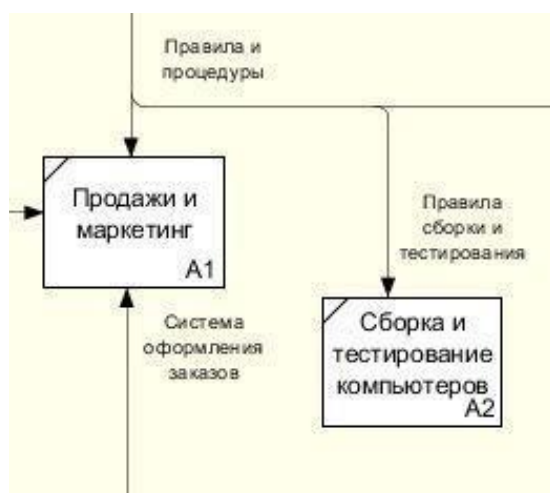 Правила и
процедуры
Продажи и
маркетинг
A1
Правила
сборки и
тестирования
Система
оформления
заказов
Сборка и
тестирование
компьютеров
A2